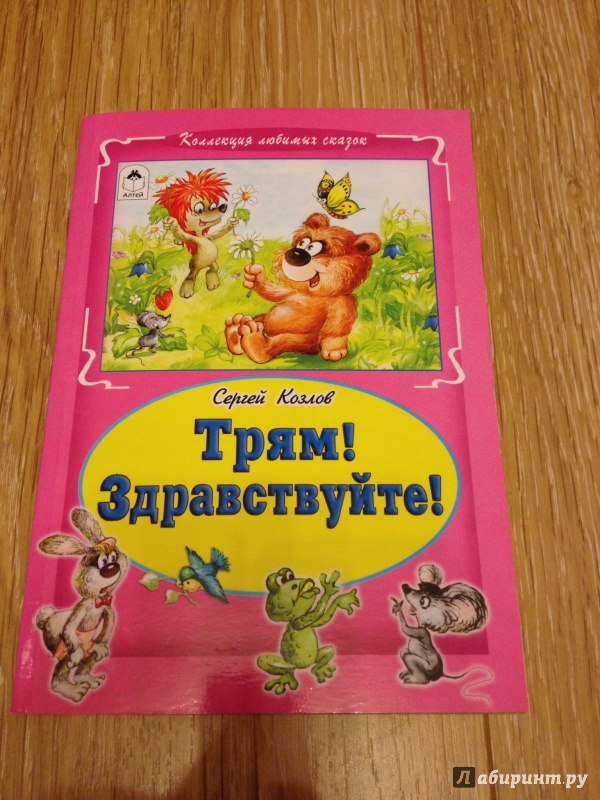 Коллекция любимых сказок
Алтей
Сергей Козлов
Трям!
Здравствуйте!
Лабиринт.ру